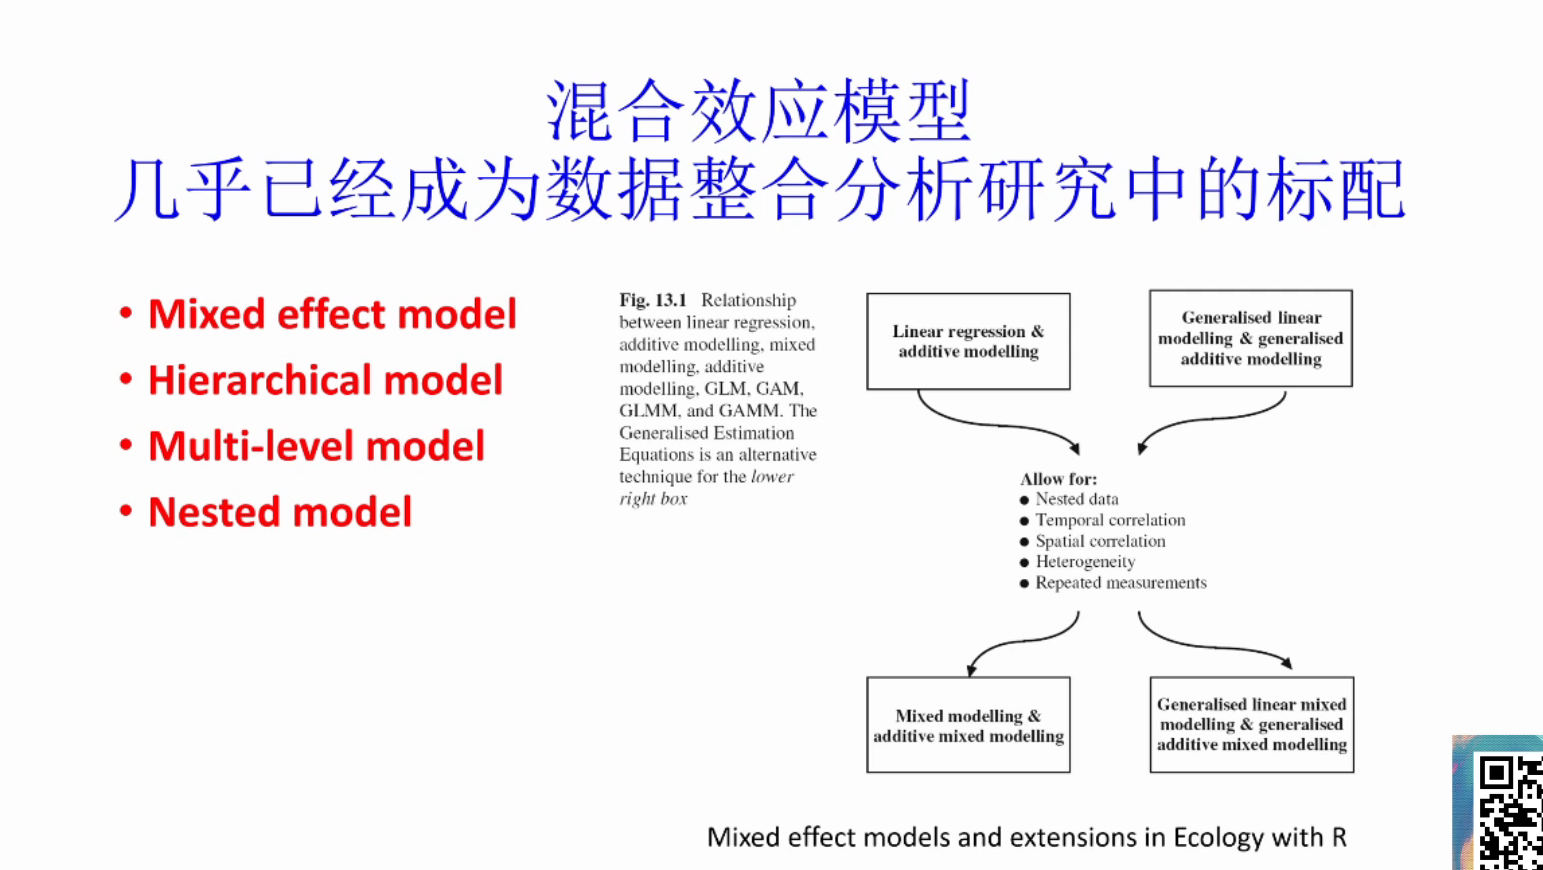 混合效应模型
几乎已经成为数据整合分析研究中的标配
• Mixed effect model
• Hierarchical model
• Multi-level model
• Nested model
Fig. 13.1 Relationship
between linear regression,
additive modelling, mixed
modelling, additive
modelling, GLM, GAM,
GLMM, and GAMM. The
Generalised Estimation
Equations is an alternative
technique for the lower
right box
Linear regression &
additive modelling
Generalised linear
modelling & generalised
additive modelling
Allow for:
● Nested data
● Temporal correlation
● Spatial correlation
● Heterogeneity
● Repeated measurements
Mixed modelling &
additive mixed modelling
Generalised linear mixed
modelling & generalised
additive mixed modelling
Mixed effect models and extensions in Ecology with R